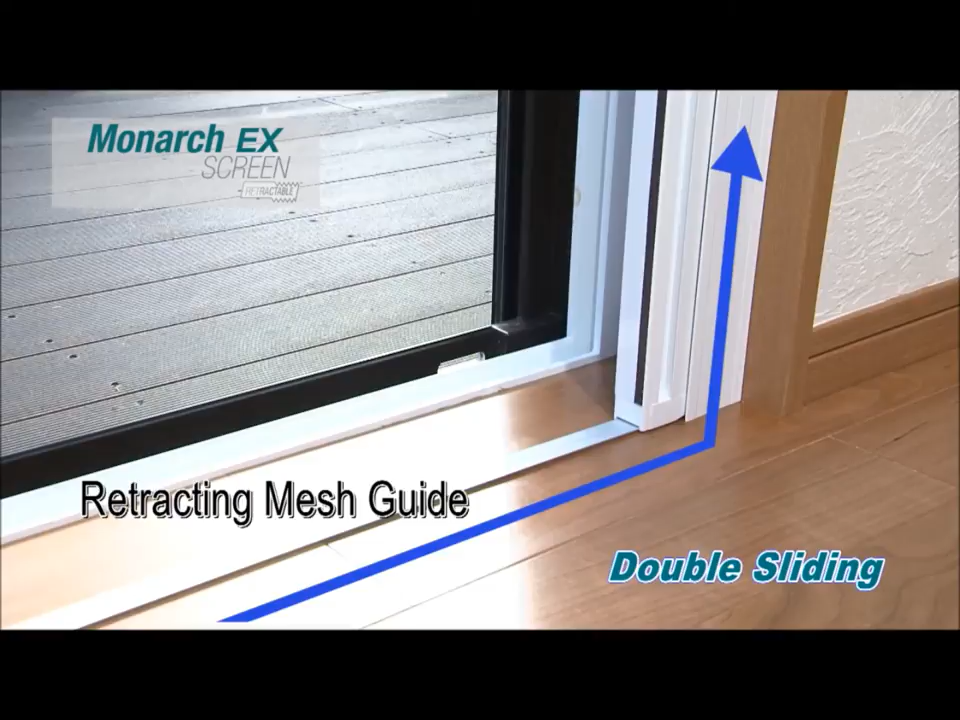 Monarch EX
SCREEN
RETRACTABLE
Retracting Mesh Guide
Double Sliding